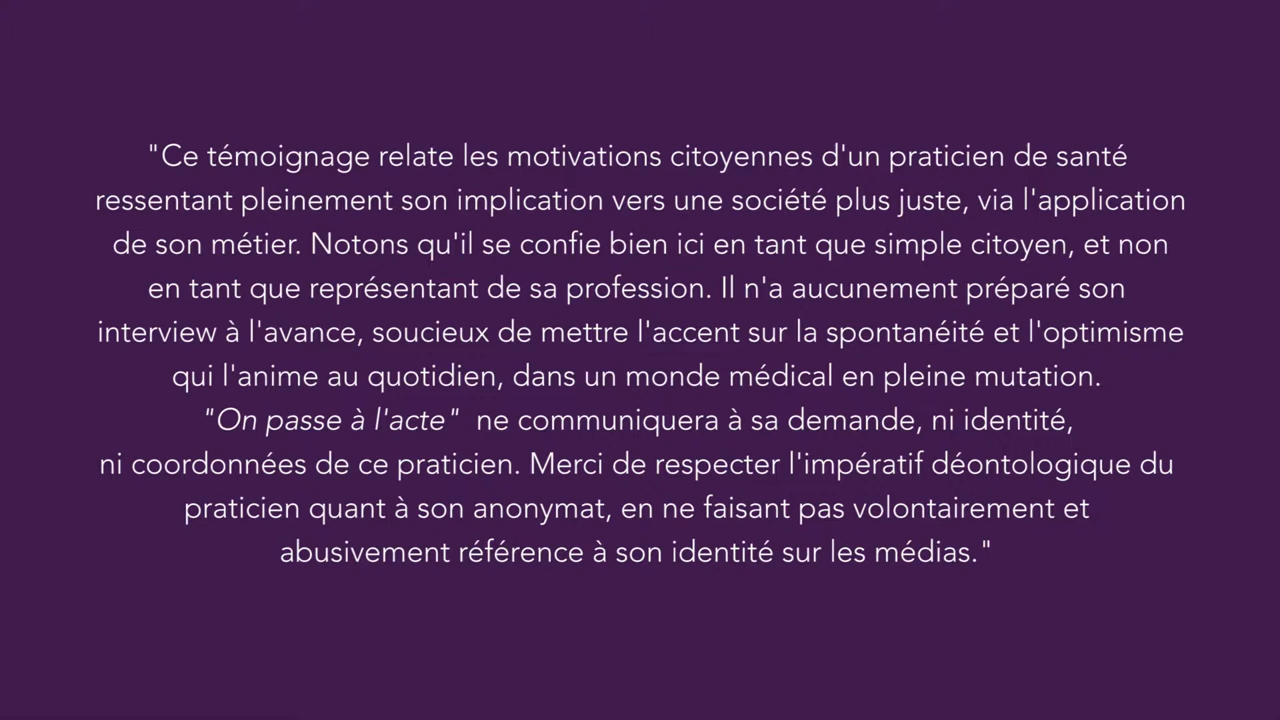 "Ce témoignage relate les motivations citoyennes d'un praticien de santé
ressentant pleinement son implication vers une société plus juste, via l'application
de son métier. Notons qu'il se confie bien ici en tant que simple citoyen, et non
en tant que représentant de sa profession. Il n'a aucunement préparé son
interview à l'avance, soucieux de mettre l'accent sur la spontanéité et l'optimisme
qui l'anime au quotidien, dans un monde médical en pleine mutation.
"On passe à l'acte" ne communiquera à sa demande, ni identité,
ni coordonnées de ce praticien. Merci de respecter l'impératif déontologique du
praticien quant à son anonymat, en ne faisant pas volontairement et
abusivement référence à son identité sur les médias."